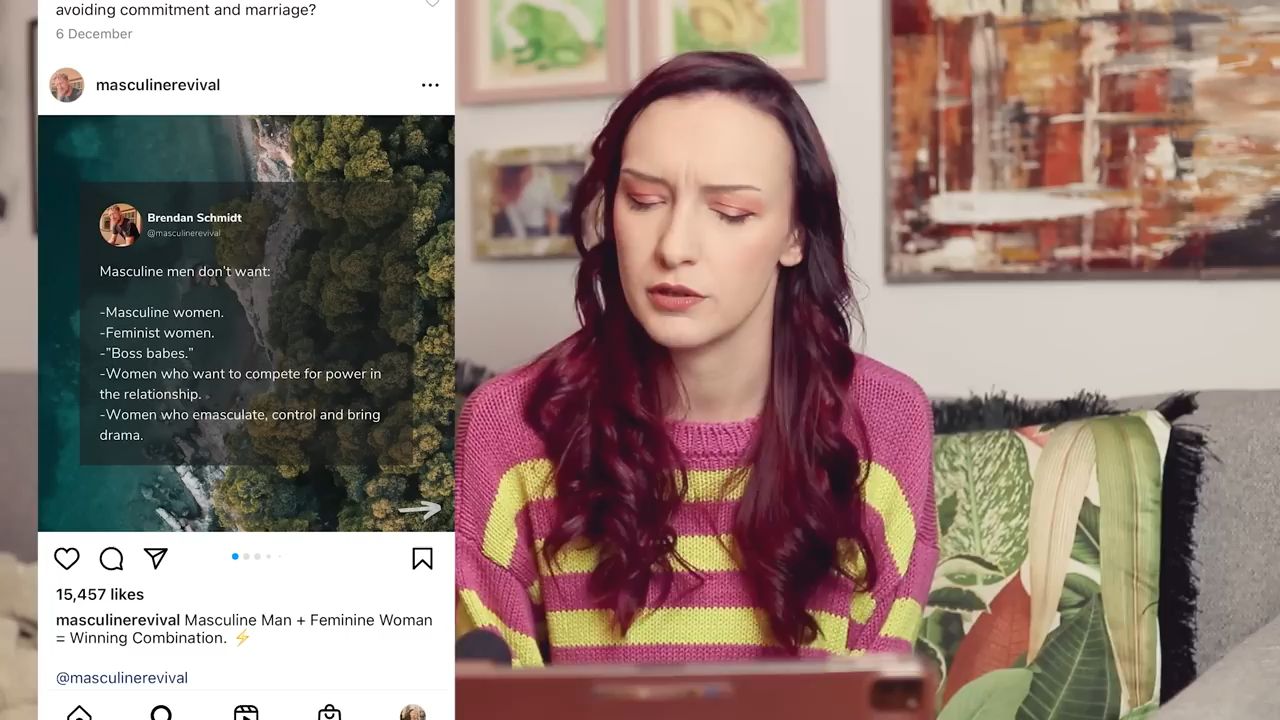 avoiding commitment and marriage?
6 December
masculinerevival
Brendan Schmidt
@masculinerevival
Masculine men don't want:
-Masculine women.
-Feminist women.
-"Boss babes."
-Women who want to compete for power in
the relationship.
-Women who emasculate, control and bring
drama.
15,457 likes
masculinerevival Masculine Man + Feminine Woman
= Winning Combination. ⚡
@masculinerevival